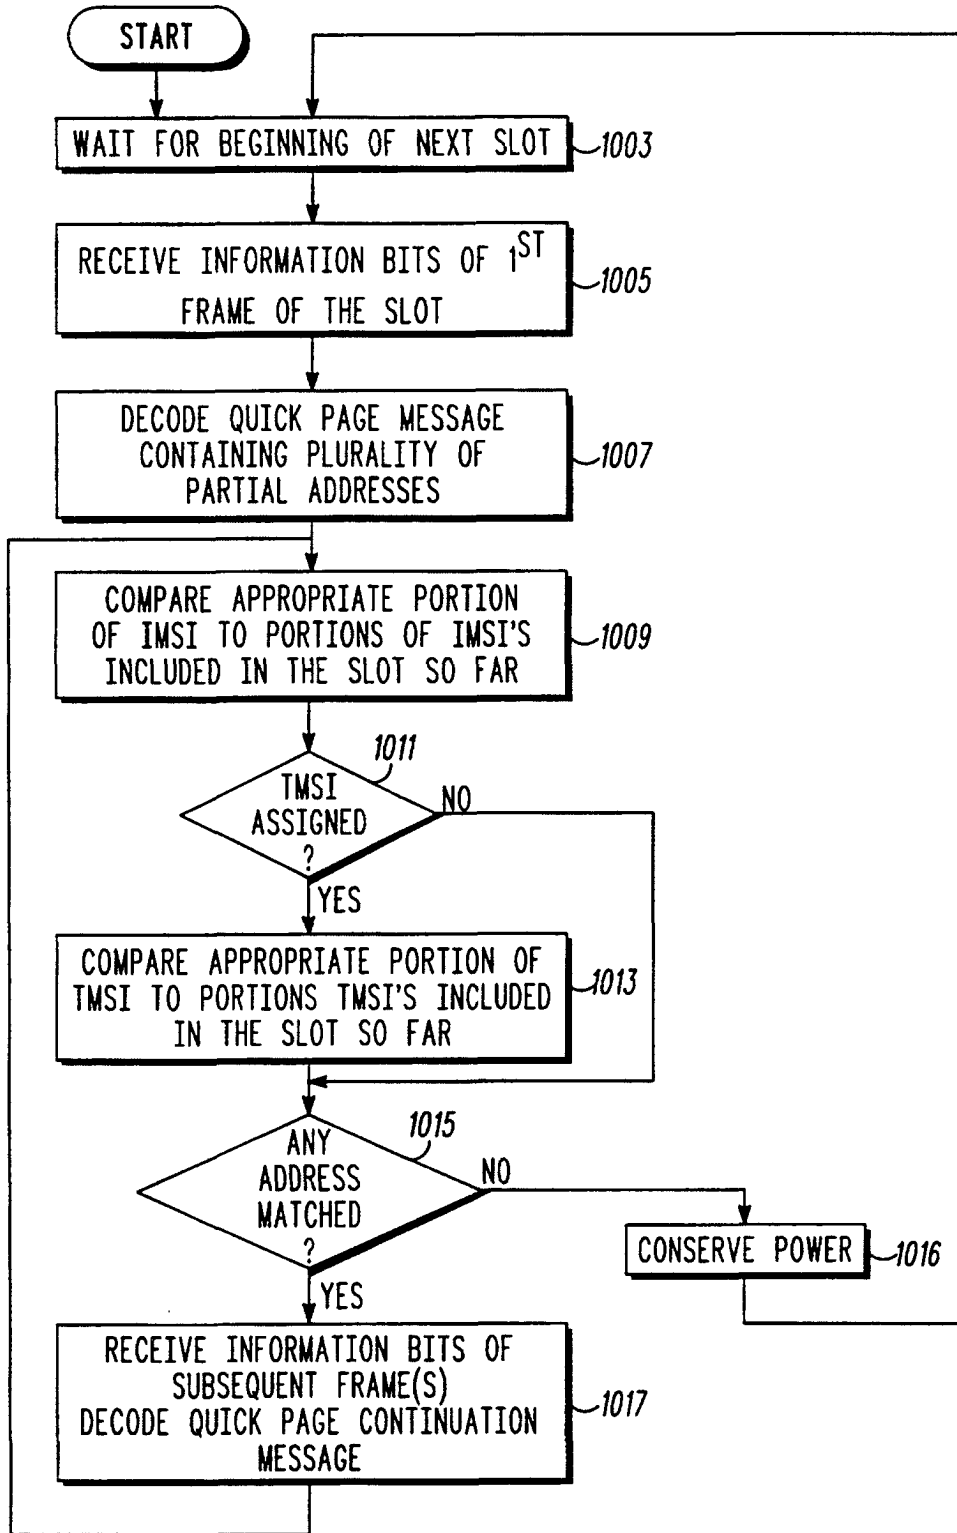 START
WAIT FOR BEGINNING OF NEXT SLOT
1003
RECEIVE INFORMATION BITS OF 1ST
FRAME OF THE SLOT
1005
DECODE QUICK PAGE MESSAGE
CONTAINING PLURALITY OF
PARTIAL ADDRESSES
1007
COMPARE APPROPRIATE PORTION
OF IMSI TO PORTIONS OF IMSI'S
INCLUDED IN THE SLOT SO FAR
1009
1011
TMSI
ASSIGNED
?
NO
YES
COMPARE APPROPRIATE PORTION OF
TMSI TO PORTIONS TMSI'S INCLUDED
IN THE SLOT SO FAR
1013
1015
ANY
ADDRESS
MATCHED
?
NO
YES
CONSERVE POWER
1016
RECEIVE INFORMATION BITS OF
SUBSEQUENT FRAME(S)
DECODE QUICK PAGE CONTINUATION
MESSAGE
1017